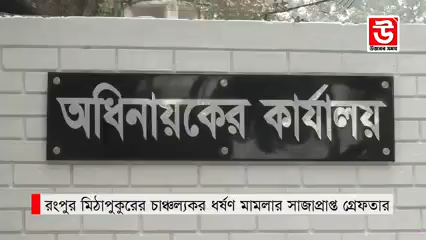 উ
উত্তরের সময়
অধিনায়কের কার্যালয়
রংপুর মিঠাপুকুরের চাঞ্চল্যকর ধর্ষণ মামলার সাজাপ্রাপ্ত গ্রেফতার